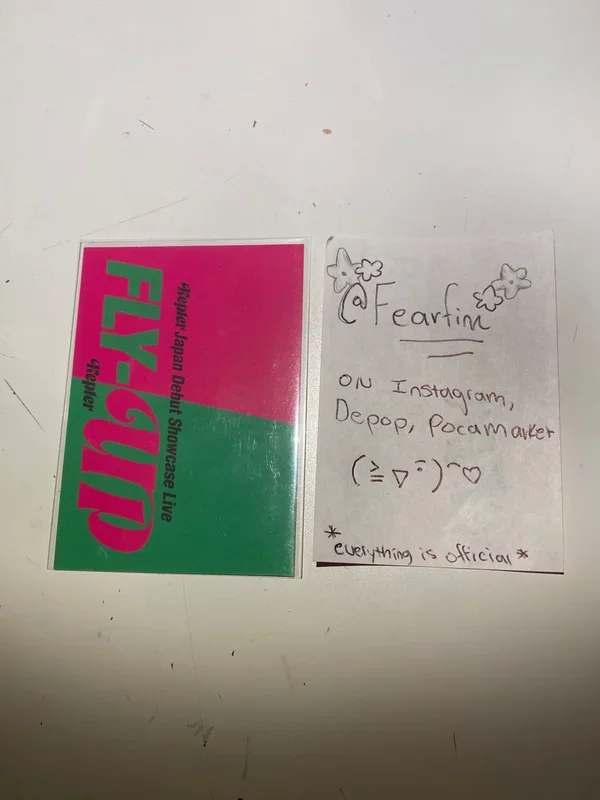 Kep1er Japan Debut Showcase Live
FLY-UP
Kep1er
@Fearfim
ON Instagram,
Depop, Pocamarket
(≧▽ᵔ)⌒♡
*everything is official*